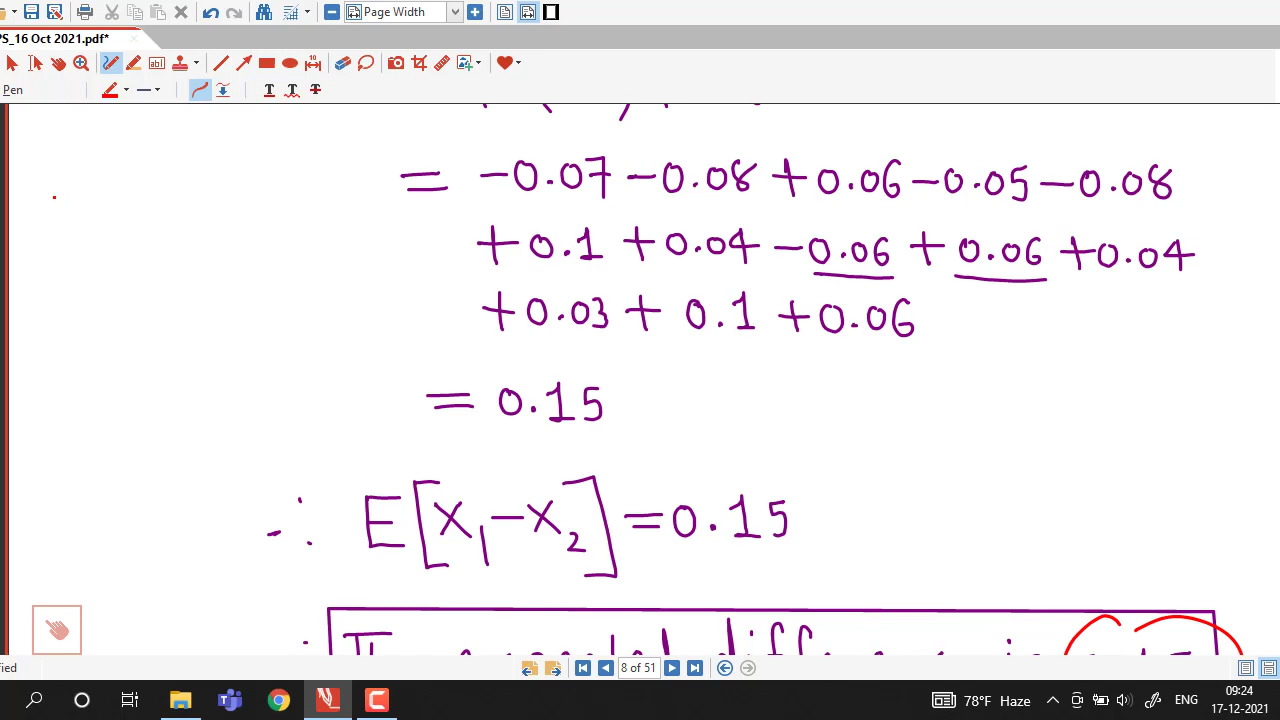 Page Width
PS_16 Oct 2021.pdf*
10
Pen
T T T
= -0.07 -0.08 +0.06 -0.05 -0.08
+0.1 +0.04 -0.06 +0.06 +0.04
+0.03 + 0.1 +0.06
= 0.15
∴ E[X₁-X₂] = 0.15
fied
8 of 51
78°F Haze
ENG
09:24
17-12-2021